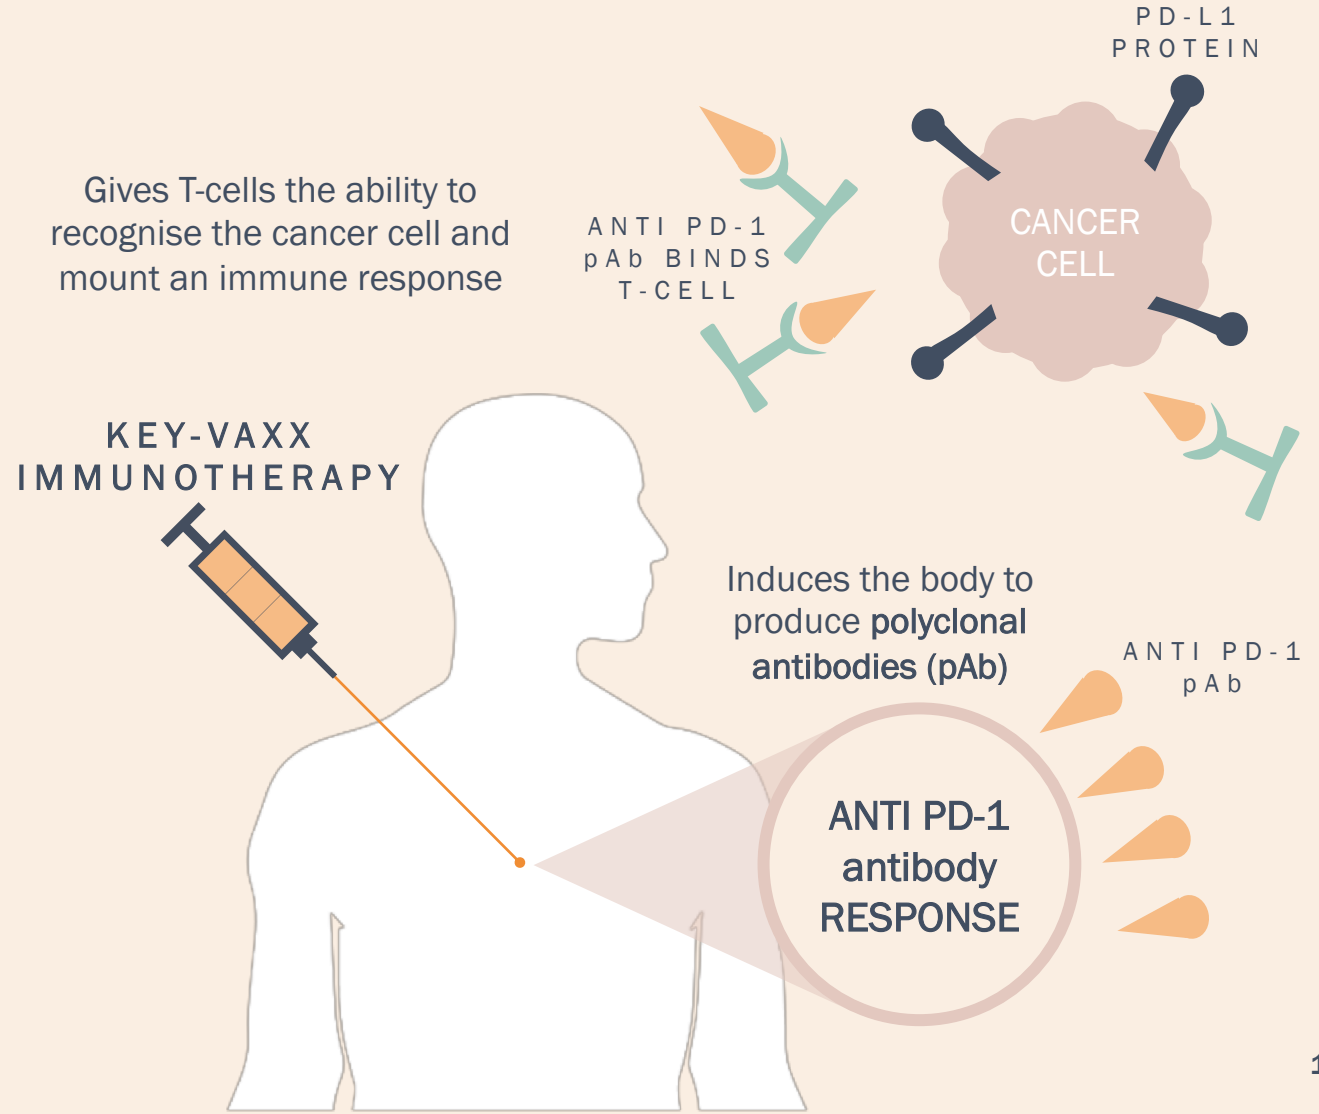 PD-L1
PROTEIN
Gives T-cells the ability to
recognise the cancer cell and
mount an immune response
ANTI PD-1
pAb BINDS
T-CELL
CANCER
CELL
KEY-VAXX
IMMUNOTHERAPY
Induces the body to
produce polyclonal
antibodies (pAb)
ANTI PD-1
pAb
ANTI PD-1
antibody
RESPONSE